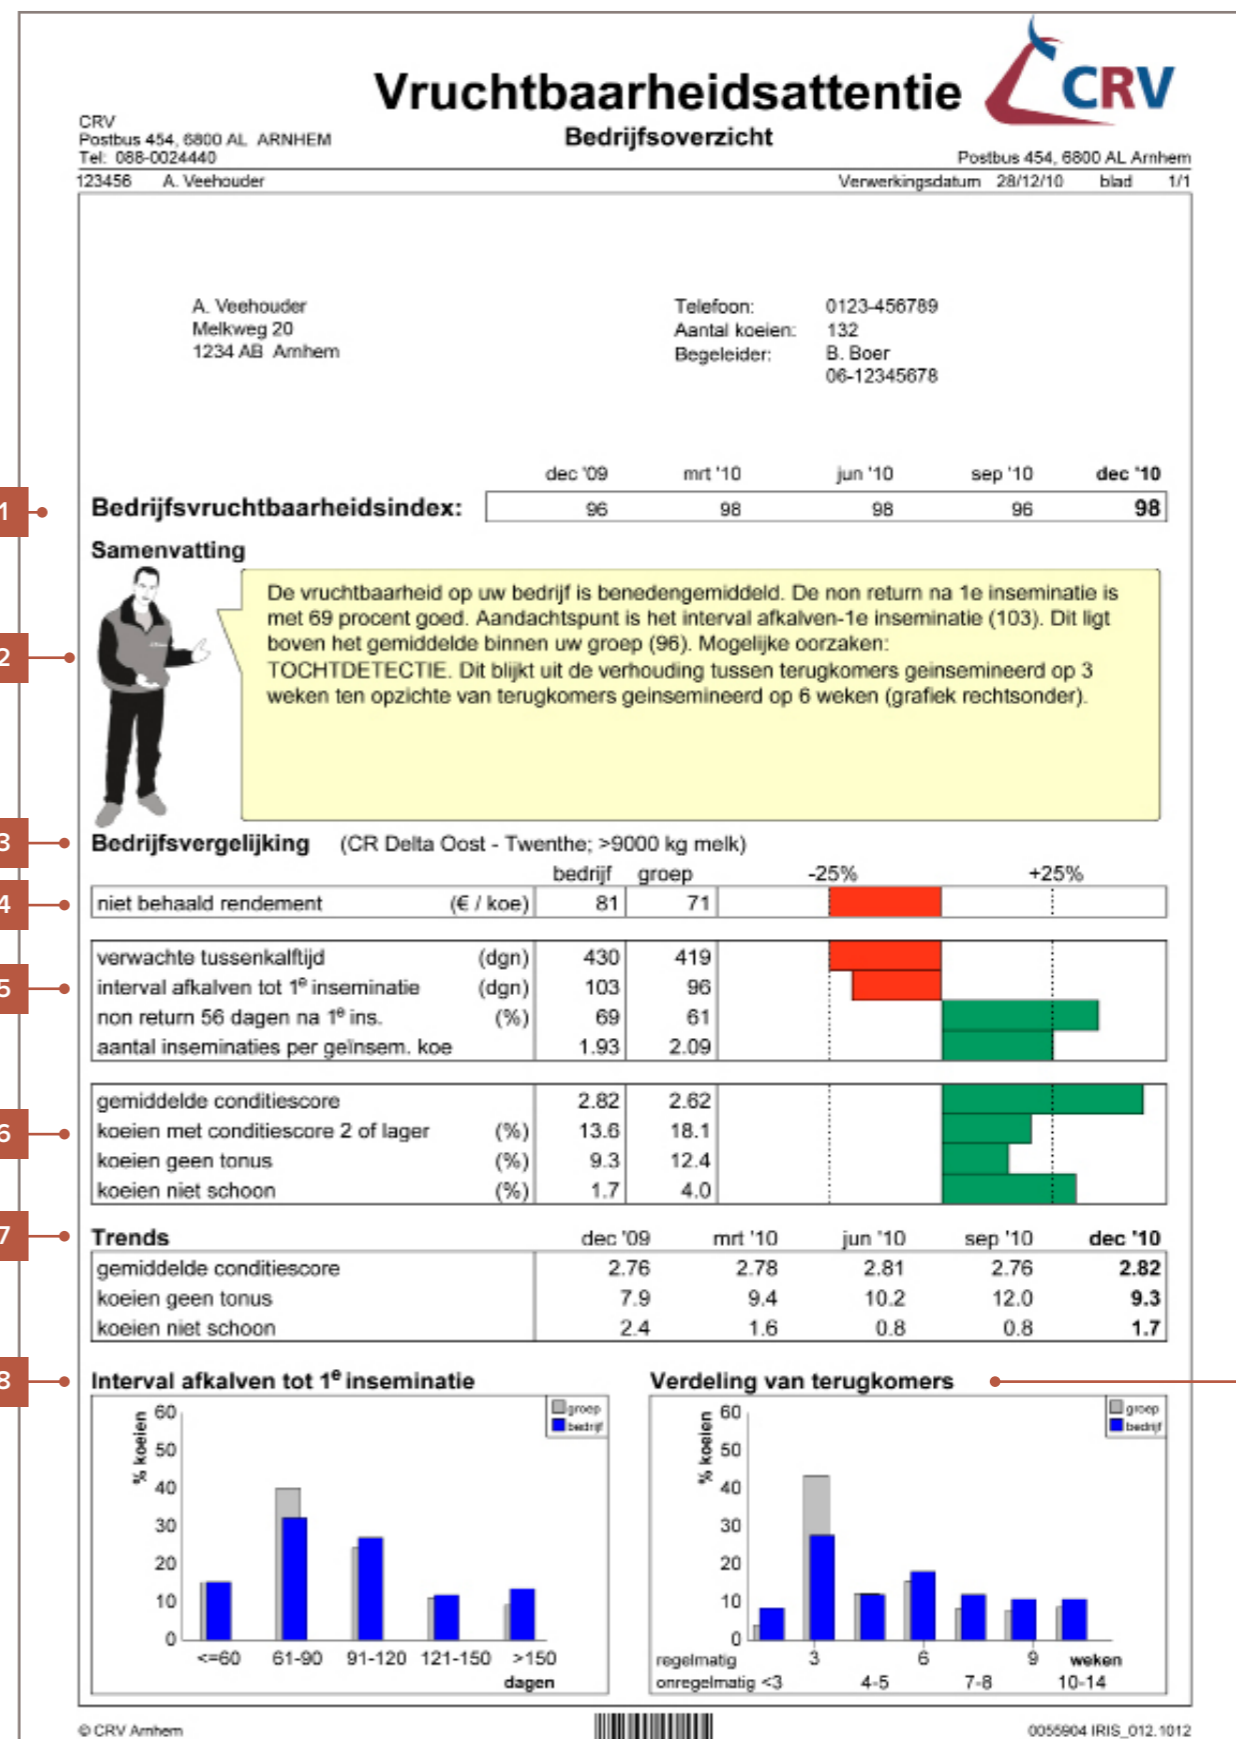 Vruchtbaarheidsattentie
CRV
Bedrijfsoverzicht
CRV
Postbus 454, 6800 AL ARNHEM
Tel: 088-0024440
Postbus 454, 6800 AL Arnhem
123456 A. Veehouder Verwerkingsdatum 28/12/10 blad 1/1
A. Veehouder
Melkweg 20
1234 AB Arnhem
Telefoon: 0123-456789
Aantal koeien: 132
Begeleider: B. Boer
06-12345678
dec '09 mrt '10 jun '10 sep '10 dec '10
1
Bedrijfsvruchtbaarheidsindex: 96 98 98 96 98
Samenvatting
2
De vruchtbaarheid op uw bedrijf is benedengemiddeld. De non return na 1e inseminatie is
met 69 procent goed. Aandachtspunt is het interval afkalven-1e inseminatie (103). Dit ligt
boven het gemiddelde binnen uw groep (96). Mogelijke oorzaken:
TOCHTDETECTIE. Dit blijkt uit de verhouding tussen terugkomers geinsemineerd op 3
weken ten opzichte van terugkomers geinsemineerd op 6 weken (grafiek rechtsonder).
3
Bedrijfsvergelijking (CR Delta Oost - Twenthe; >9000 kg melk)
bedrijf groep -25% +25%
4
niet behaald rendement (€ / koe) 81 71
verwachte tussenkalftijd (dgn) 430 419
5
interval afkalven tot 1e inseminatie (dgn) 103 96
non return 56 dagen na 1e ins. (%) 69 61
aantal inseminaties per geïnsem. koe 1.93 2.09
gemiddelde conditiescore 2.82 2.62
6
koeien met conditiescore 2 of lager (%) 13.6 18.1
koeien geen tonus (%) 9.3 12.4
koeien niet schoon (%) 1.7 4.0
7
Trends dec '09 mrt '10 jun '10 sep '10 dec '10
gemiddelde conditiescore 2.76 2.78 2.81 2.76 2.82
koeien geen tonus 7.9 9.4 10.2 12.0 9.3
koeien niet schoon 2.4 1.6 0.8 0.8 1.7
8
Interval afkalven tot 1e inseminatie
% koeien
60
50
40
30
20
10
0
groep
bedrijf
<=60 61-90 91-120 121-150 >150
dagen
Verdeling van terugkomers
% koeien
60
50
40
30
20
10
0
groep
bedrijf
regelmatig 3 6 9 weken
onregelmatig <3 4-5 7-8 10-14
© CRV Arnhem
0055904 IRIS_012.1012